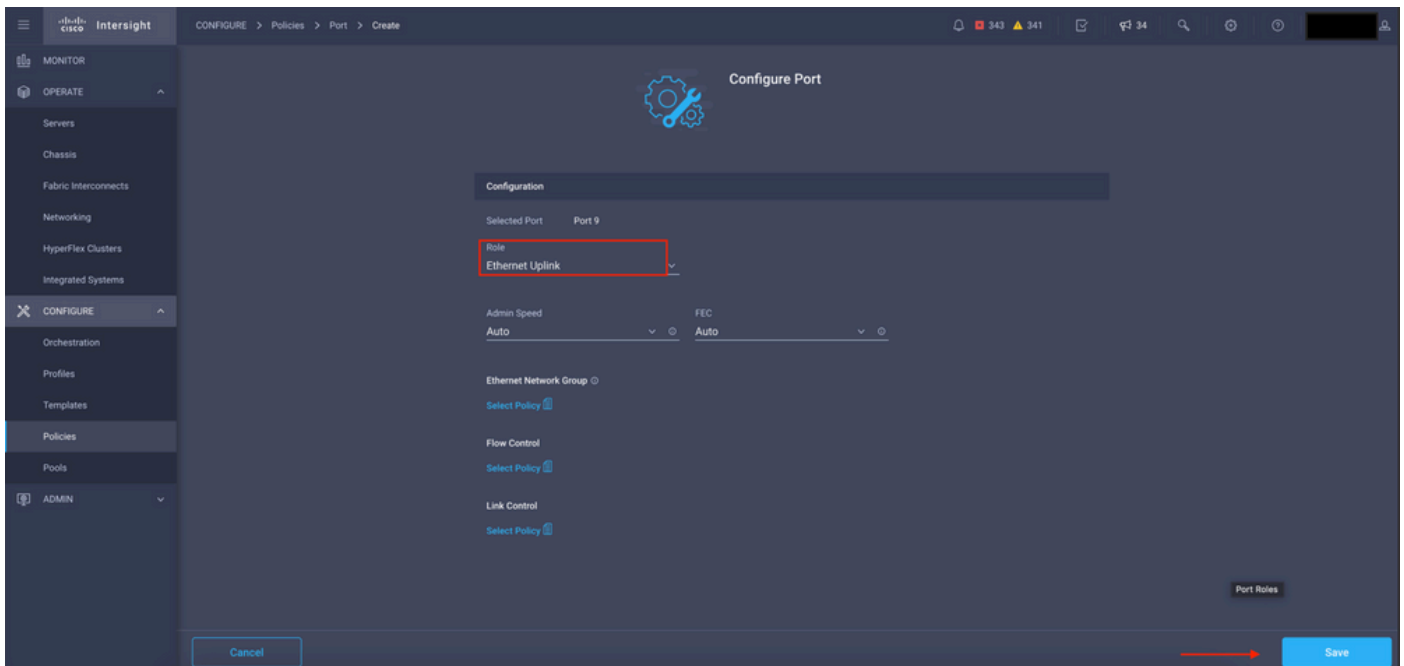 cisco Intersight
CONFIGURE > Policies > Port > Create
343 341 34
MONITOR
OPERATE
Servers
Chassis
Fabric Interconnects
Networking
HyperFlex Clusters
Integrated Systems
CONFIGURE
Orchestration
Profiles
Templates
Policies
Pools
ADMIN
Configure Port
Configuration
Selected Port Port 9
Role
Ethernet Uplink
Admin Speed FEC
Auto Auto
Ethernet Network Group
Select Policy
Flow Control
Select Policy
Link Control
Select Policy
Port Roles
Cancel Save